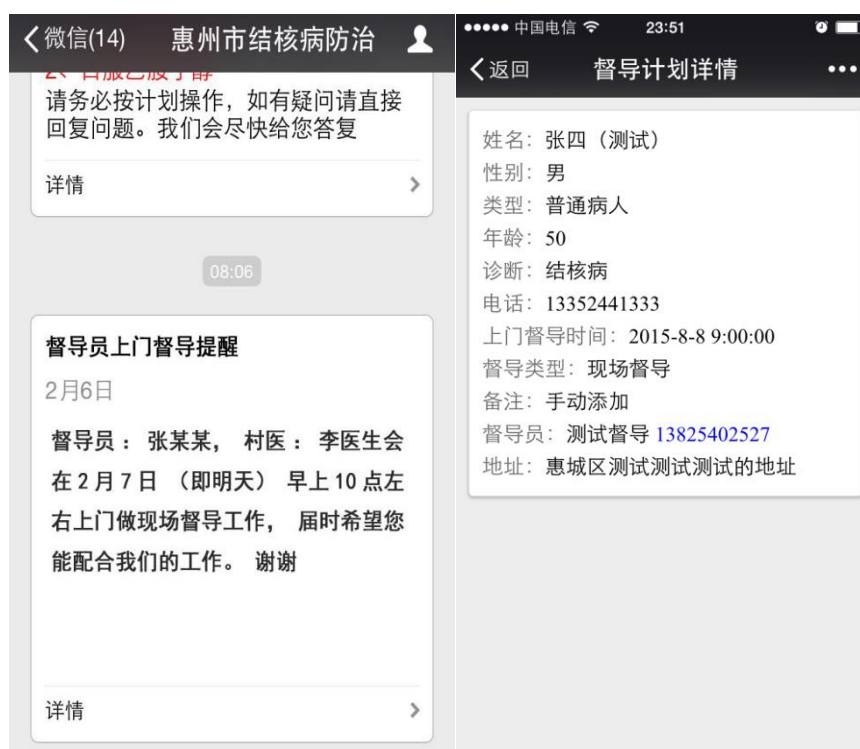 微信(14) 惠州市结核病防治
请务必按计划操作，如有疑问请直接
回复问题。我们会尽快给您答复
详情
08:06
督导员上门督导提醒
2月6日
督导员： 张某某， 村医： 李医生会
在2月7日 （即明天） 早上10点左
右上门做现场督导工作， 届时希望您
能配合我们的工作。 谢谢
详情
中国电信 23:51
返回 督导计划详情
姓名：张四（测试）
性别：男
类型：普通病人
年龄：50
诊断：结核病
电话：13352441333
上门督导时间：2015-8-8 9:00:00
督导类型：现场督导
备注：手动添加
督导员：测试督导 13825402527
地址：惠城区测试测试测试的地址